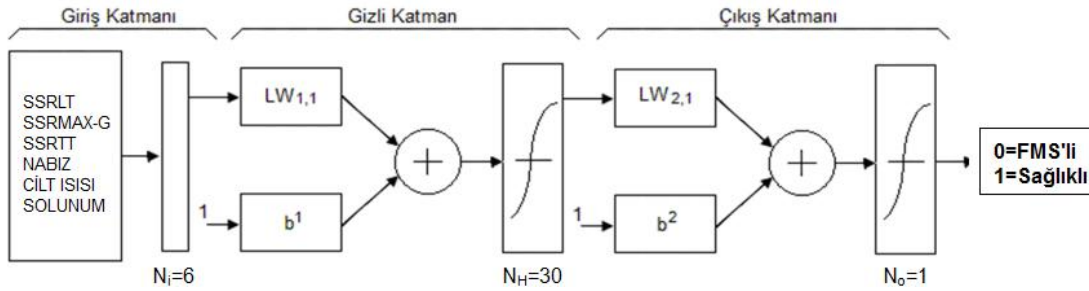 Giriş Katmanı
Gizli Katman
Çıkış Katmanı
SSRLT
SSRMAX-G
SSRTT
NABIZ
CİLT ISISI
SOLUNUM
LW1,1
1
b1
LW2,1
1
b2
0=FMS'li
1=Sağlıklı
Ni=6
NH=30
No=1